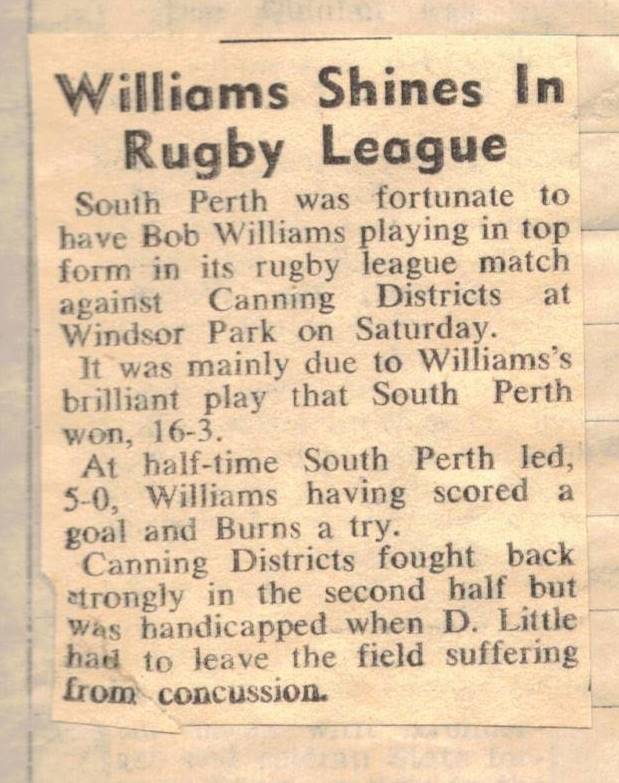 Williams Shines In
Rugby League
South Perth was fortunate to
have Bob Williams playing in top
form in its rugby league match
against Canning Districts at
Windsor Park on Saturday.
It was mainly due to Williams's
brilliant play that South Perth
won, 16-3.
At half-time South Perth led,
5-0, Williams having scored a
goal and Burns a try.
Canning Districts fought back
strongly in the second half but
was handicapped when D. Little
had to leave the field suffering
from concussion.